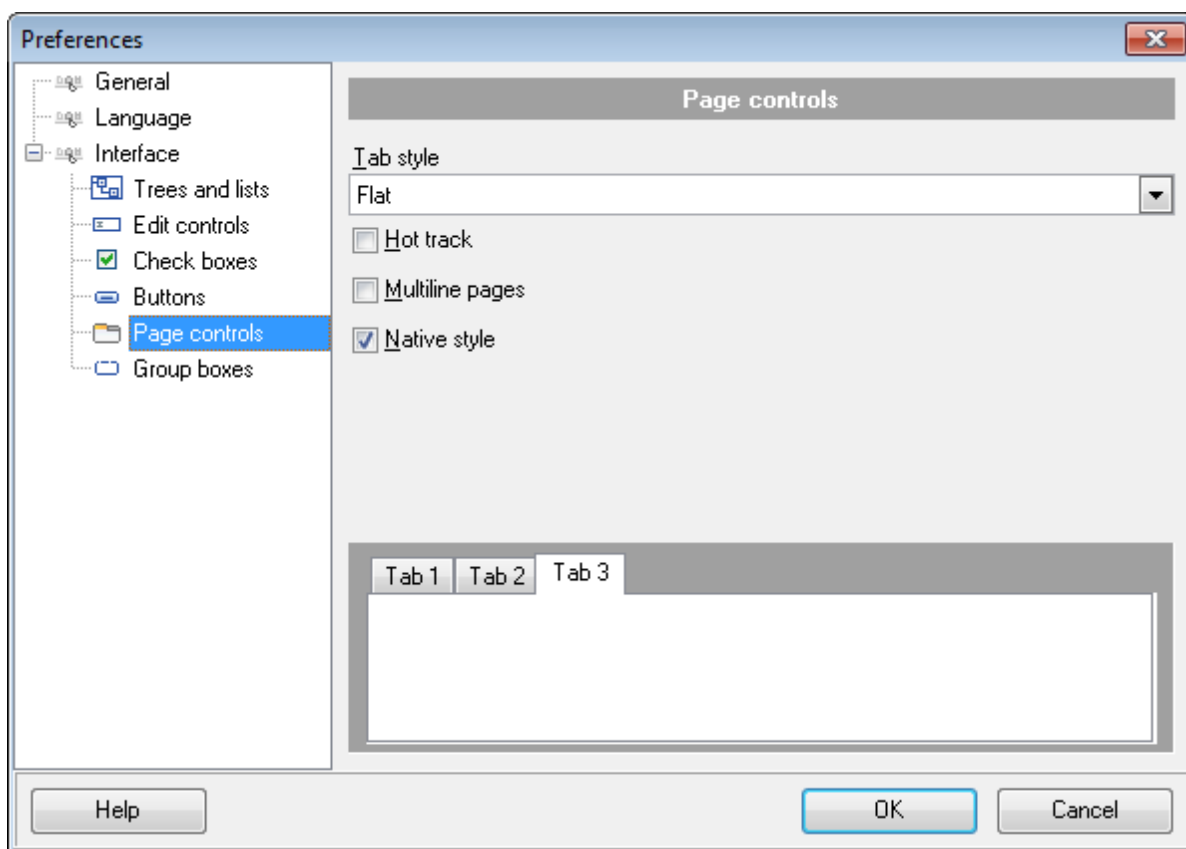 Preferences
General
Language
Interface
Trees and lists
Edit controls
Check boxes
Buttons
Page controls
Group boxes
Page controls
Tab style
Flat
Hot track
Multiline pages
Native style
Tab 1 Tab 2 Tab 3
Help OK Cancel